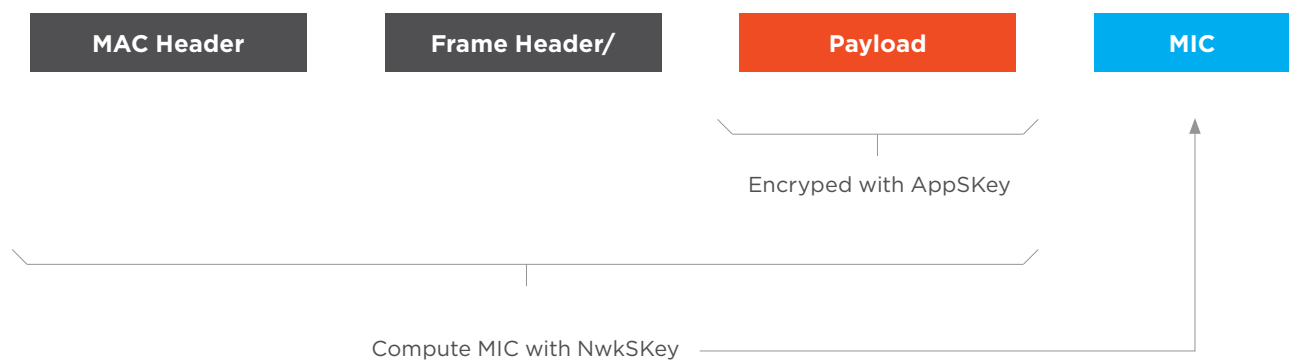 MAC Header
Frame Header/
Payload
MIC
Encryped with AppSKey
Compute MIC with NwkSKey